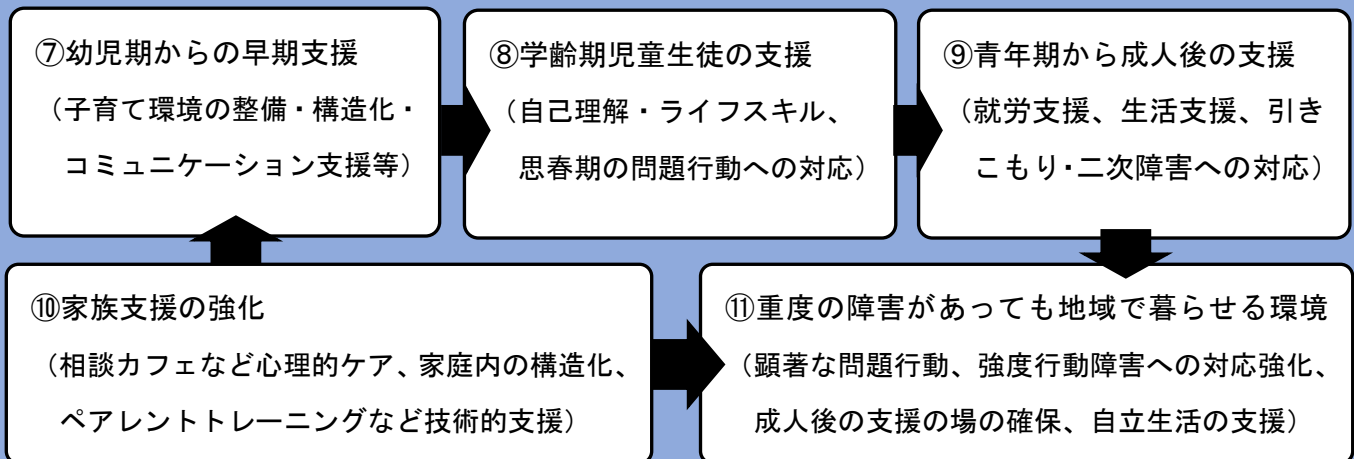 ⑦幼児期からの早期支援
（子育て環境の整備・構造化・
コミュニケーション支援等）
⑧学齢期児童生徒の支援
（自己理解・ライフスキル、
思春期の問題行動への対応）
⑨青年期から成人後の支援
（就労支援、生活支援、引き
こもり・二次障害への対応）
⑩家族支援の強化
（相談カフェなど心理的ケア、家庭内の構造化、
ペアレントトレーニングなど技術的支援）
⑪重度の障害があっても地域で暮らせる環境
（顕著な問題行動、強度行動障害への対応強化、
成人後の支援の場の確保、自立生活の支援）